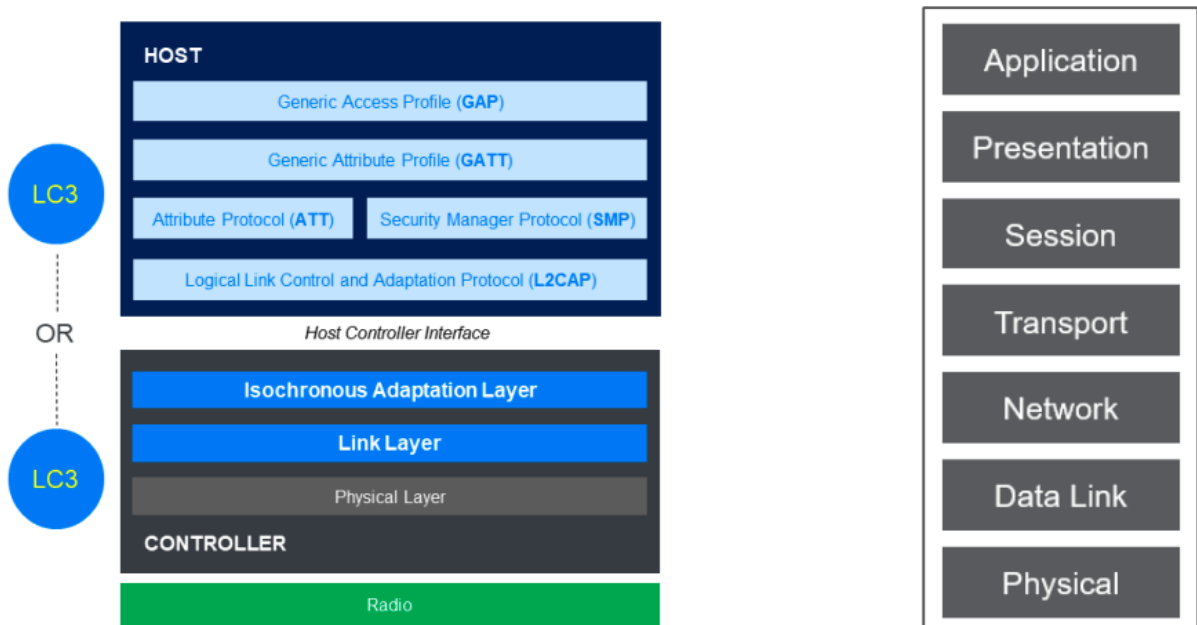 HOST
Generic Access Profile (GAP)
Generic Attribute Profile (GATT)
Attribute Protocol (ATT)
Security Manager Protocol (SMP)
Logical Link Control and Adaptation Protocol (L2CAP)
LC3
OR
LC3
Host Controller Interface
Isochronous Adaptation Layer
Link Layer
Physical Layer
CONTROLLER
Radio
Application
Presentation
Session
Transport
Network
Data Link
Physical